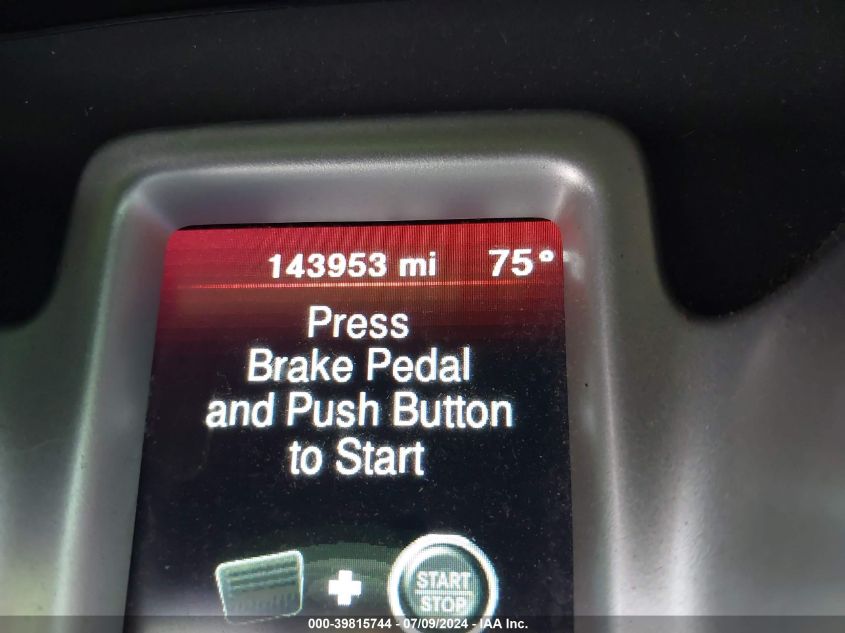 143953 mi 75°
Press
Brake Pedal
and Push Button
to Start
START
STOP
000-39815744 / 07/09/2024 - IAA Inc.